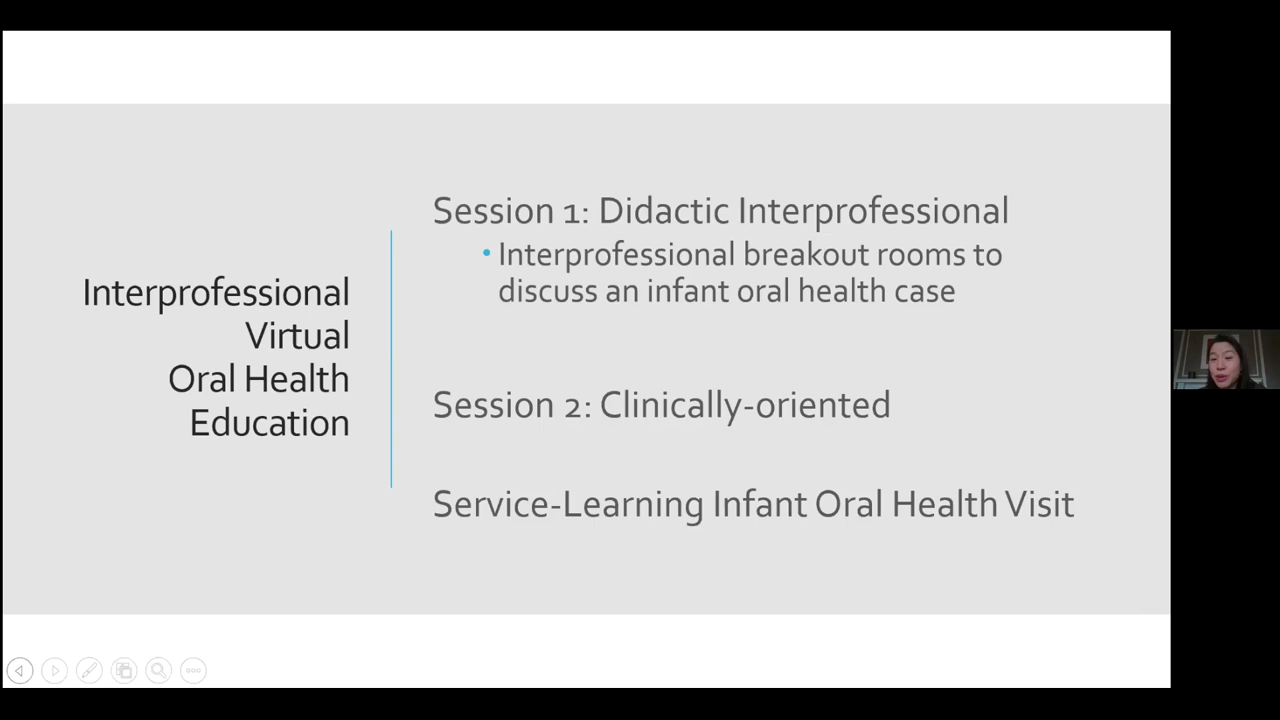 Interprofessional
Virtual
Oral Health
Education
Session 1: Didactic Interprofessional
• Interprofessional breakout rooms to
discuss an infant oral health case
Session 2: Clinically-oriented
Service-Learning Infant Oral Health Visit